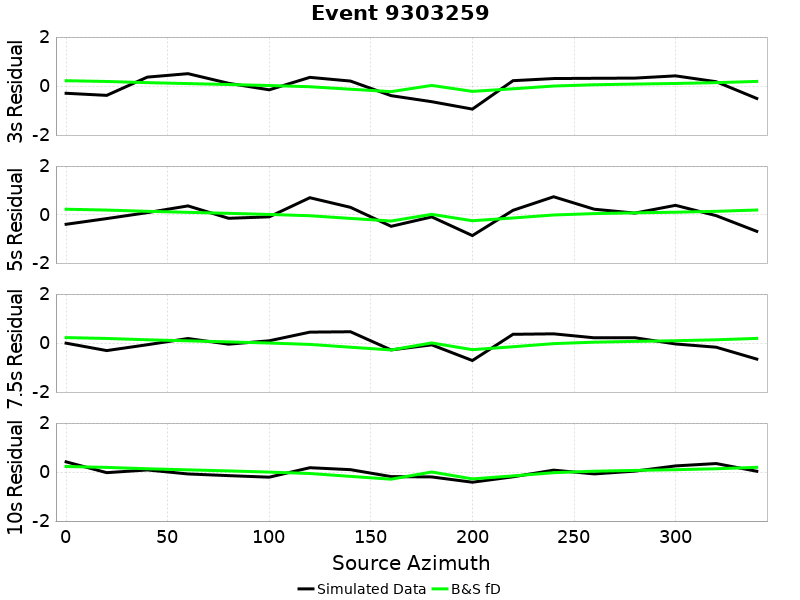 Event 9303259
3s Residual
2
0
-2
5s Residual
2
0
-2
7.5s Residual
2
0
-2
10s Residual
2
0
-2
0 50 100 150 200 250 300
Source Azimuth
Simulated Data B&S fD